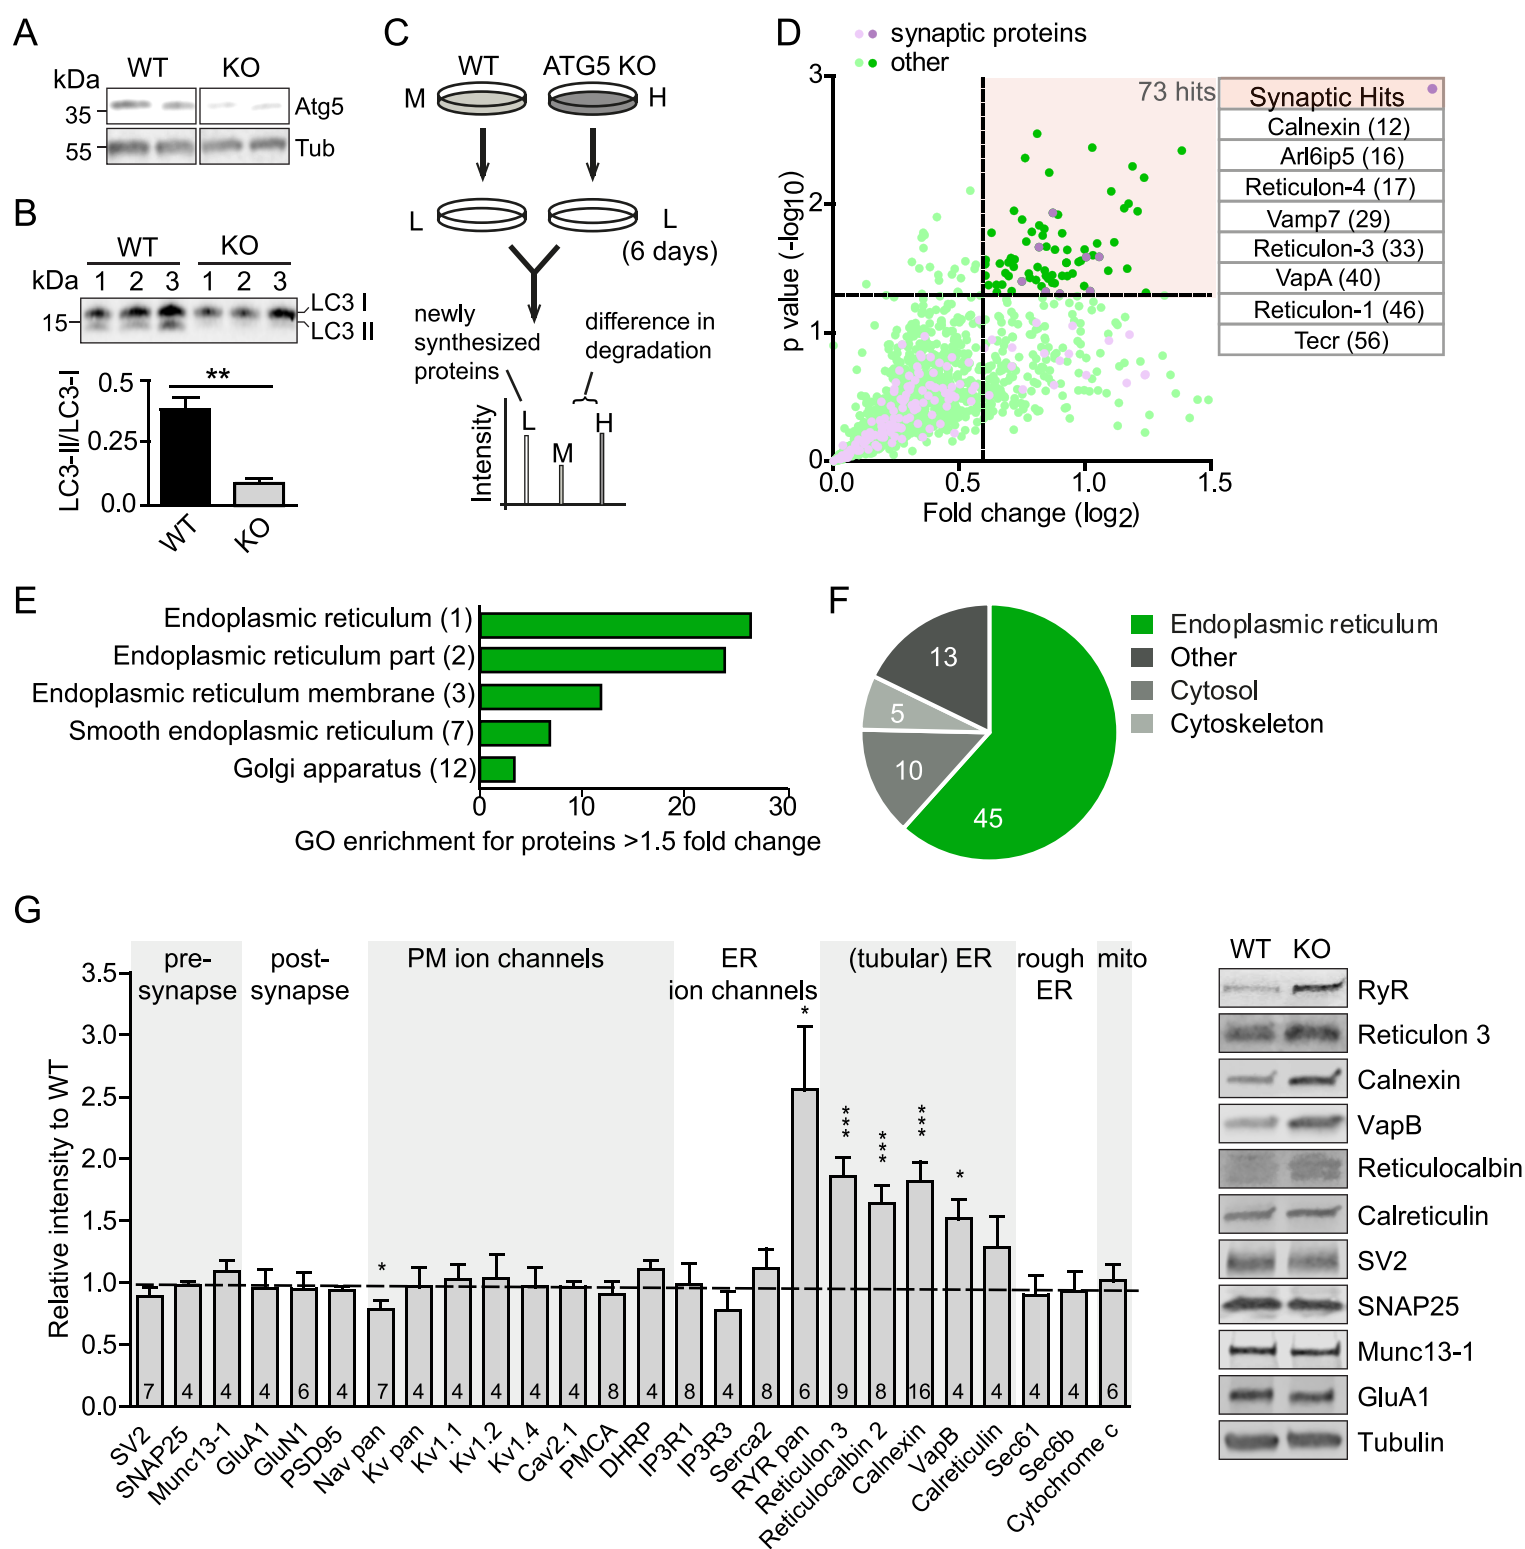 A
WT KO
kDa
35
Atg5
55
Tub
B
WT KO
kDa 1 2 3 1 2 3
LC3 I
15
LC3 II
**
LC3-II/LC3-I
0.5
0.25
0.0
WT
KO
C
WT ATG5 KO
M H
L L
(6 days)
newly
synthesized
proteins
difference in
degradation
Intensity
L
M
H
D
synaptic proteins
other
73 hits
p value (-log10)
3
2
1
0
0.0 0.5 1.0 1.5
Fold change (log2)
Synaptic Hits
Calnexin (12)
Arl6ip5 (16)
Reticulon-4 (17)
Vamp7 (29)
Reticulon-3 (33)
VapA (40)
Reticulon-1 (46)
Tecr (56)
E
Endoplasmic reticulum (1)
Endoplasmic reticulum part (2)
Endoplasmic reticulum membrane (3)
Smooth endoplasmic reticulum (7)
Golgi apparatus (12)
0 10 20 30
GO enrichment for proteins >1.5 fold change
F
13
5
10
45
Endoplasmic reticulum
Other
Cytosol
Cytoskeleton
G
pre-
synapse
post-
synapse
PM ion channels
ER
ion channels
(tubular) ER
rough
ER
mito
Relative intensity to WT
3.5
3.0
2.5
2.0
1.5
1.0
0.5
0.0
*
*
***
***
***
*
7 4 4 4 6 4 7 4 4 4 4 4 8 4 8 4 8 6 9 8 16 4 4 4 4 6
SV2
SNAP25
Munc13-1
GluA1
GluN1
PSD95
Nav pan
Kv pan
Kv1.1
Kv1.2
Kv1.4
Cav2.1
PMCA
DHRP
IP3R1
IP3R3
Serca2
RYR pan
Reticulon 3
Reticulocalbin 2
Calnexin
VapB
Calreticulin
Sec61
Sec6b
Cytochrome c
WT KO
RyR
Reticulon 3
Calnexin
VapB
Reticulocalbin
Calreticulin
SV2
SNAP25
Munc13-1
GluA1
Tubulin